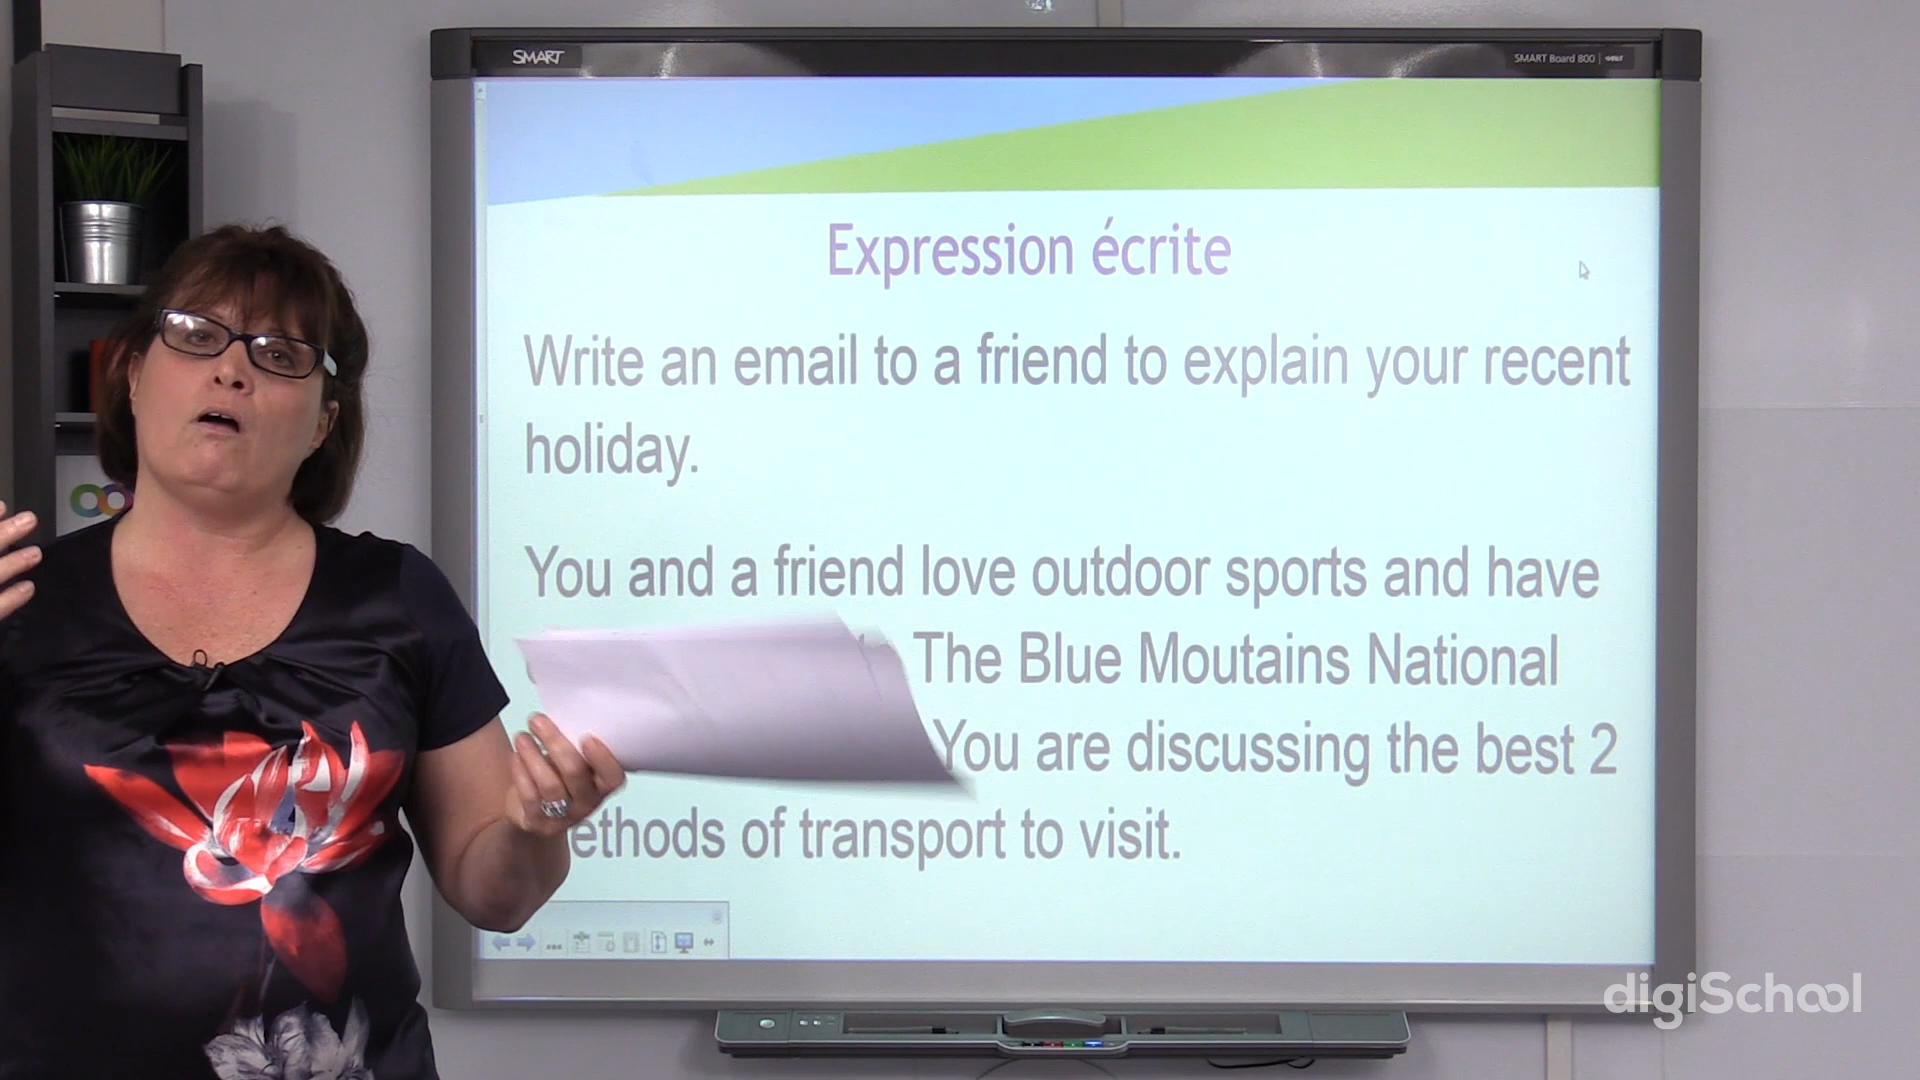 SMART
SMART Board 800
Expression écrite
Write an email to a friend to explain your recent
holiday.
You and a friend love outdoor sports and have
The Blue Moutains National
You are discussing the best 2
ethods of transport to visit.
digiSchool